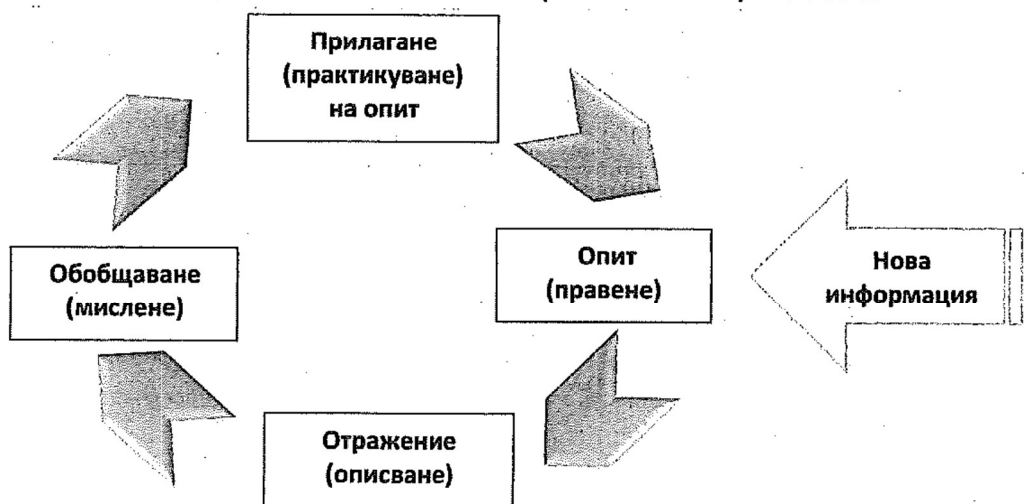 Прилагане
(практикуване)
на опит
Обобщаване
(мислене)
Опит
(правене)
Нова
информация
Отражение
(описване)